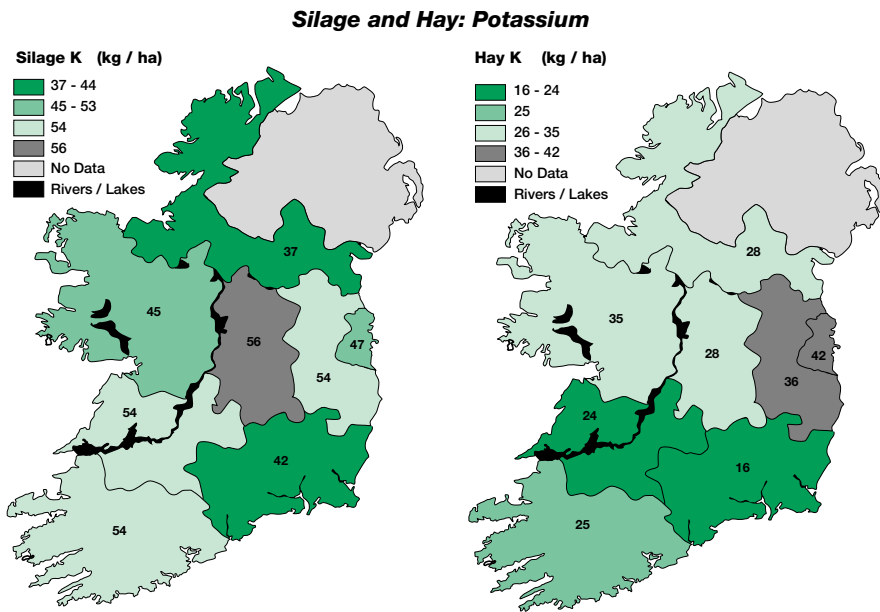 Silage and Hay: Potassium
Silage K (kg / ha)
37 - 44
45 - 53
54
56
No Data
Rivers / Lakes
37
45
56
47
54
54
42
54
Hay K (kg / ha)
16 - 24
25
26 - 35
36 - 42
No Data
Rivers / Lakes
28
35
28
42
36
24
16
25